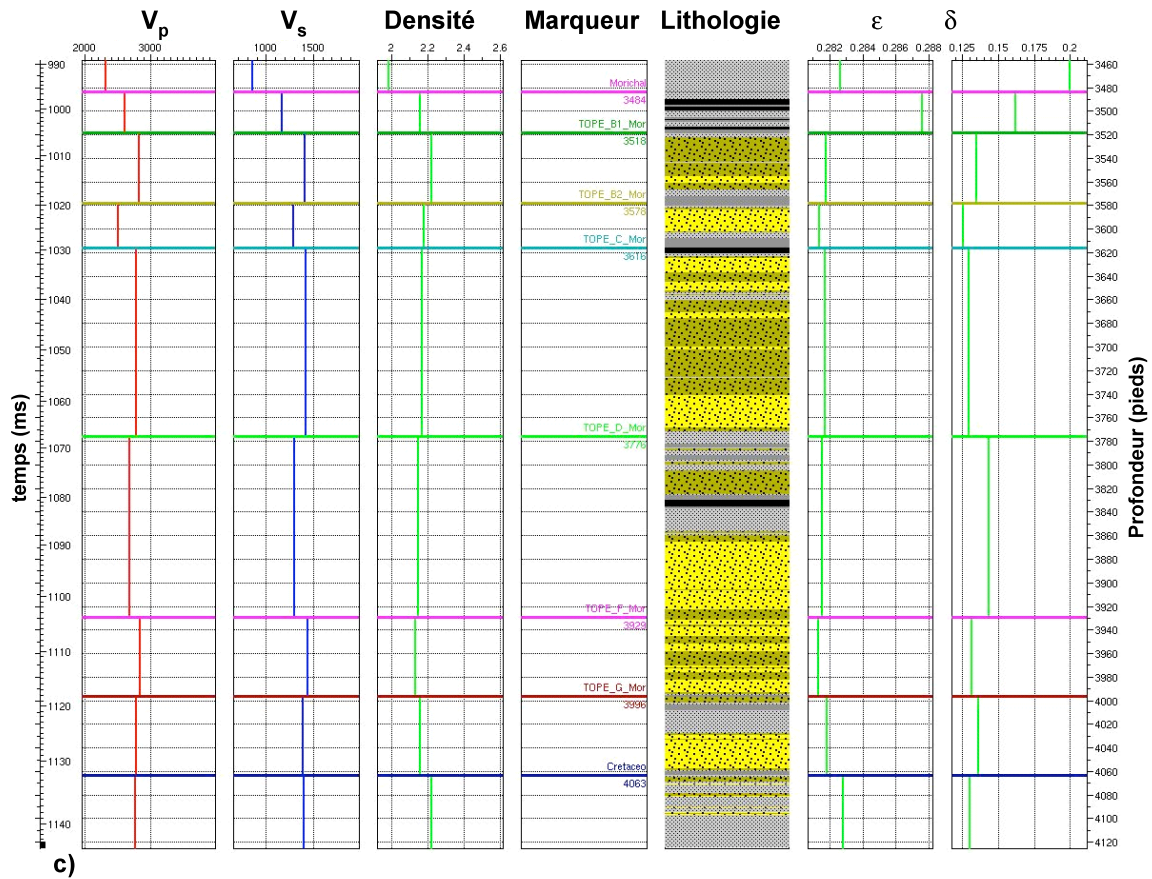 Vp Vs Densité Marqueur Lithologie ε δ
2000 3000 1000 1500 2 2.2 2.4 2.6 0.282 0.284 0.286 0.288 0.125 0.15 0.175 0.2
990 3460
Morichal 3480
3484
1000 3500
TOPE_B1_Mor
3518 3520
1010 3540
3560
TOPE_B2_Mor
1020 3578 3580
3600
TOPE_C_Mor
1030 3616 3620
3640
1040 3660
3680
3700
1050 3720
3740
1060 3760
TOPE_D_Mor
1070 3776 3780
3800
1080 3820
3840
1090 3860
3880
1100 3900
TOPE_F_Mor 3920
3929 3940
1110 3960
TOPE_G_Mor 3980
1120 3996 4000
4020
1130 4040
Cretaceo 4060
4063 4080
1140 4100
4120
temps (ms)
Profondeur (pieds)
c)